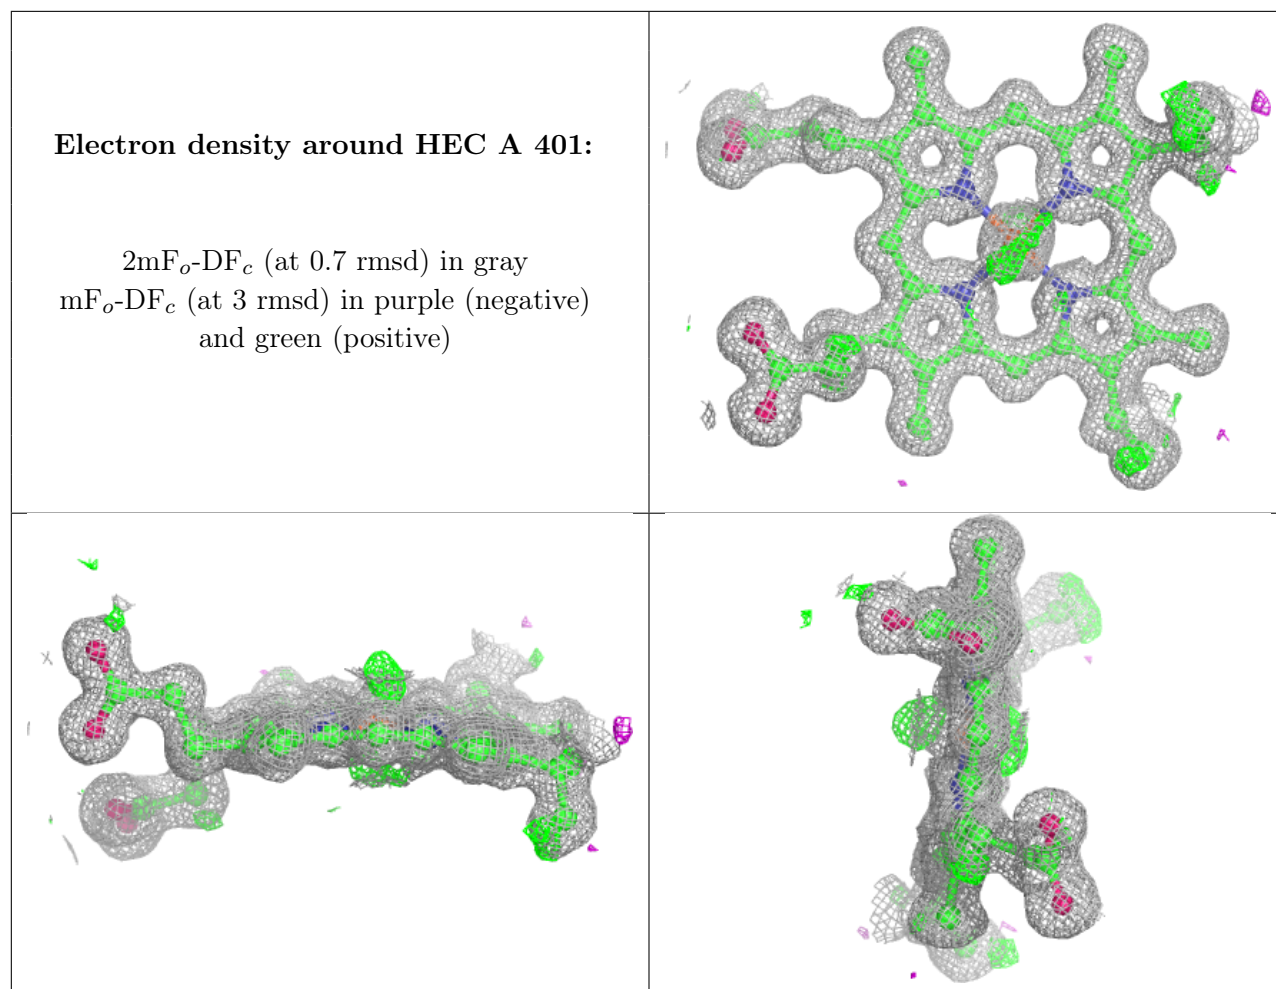 Electron density around HEC A 401:
2mFo-DFc (at 0.7 rmsd) in gray
mFo-DFc (at 3 rmsd) in purple (negative)
and green (positive)